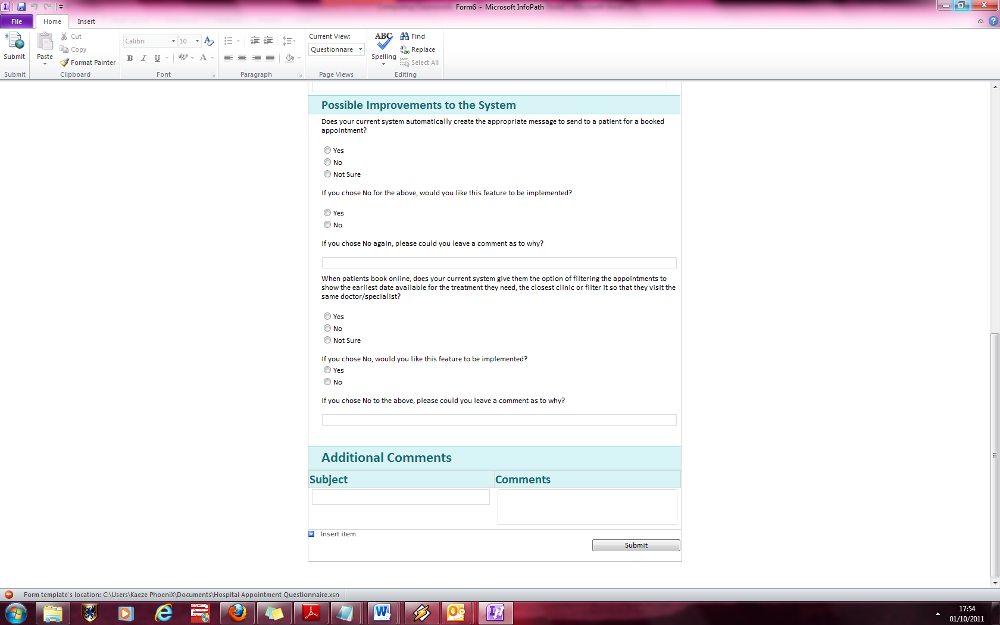 Form6 - Microsoft InfoPath
File
Home
Insert
Submit
Submit
Paste
Cut
Copy
Format Painter
Clipboard
Calibri
10
B I U
A
Font
Paragraph
Current View:
Questionnare
Page Views
ABC
Spelling
Find
Replace
Select All
Editing
Possible Improvements to the System
Does your current system automatically create the appropriate message to send to a patient for a booked
appointment?
Yes
No
Not Sure
If you chose No for the above, would you like this feature to be implemented?
Yes
No
If you chose No again, please could you leave a comment as to why?
When patients book online, does your current system give them the option of filtering the appointments to
show the earliest date available for the treatment they need, the closest clinic or filter it so that they visit the
same doctor/specialist?
Yes
No
Not Sure
If you chose No, would you like this feature to be implemented?
Yes
No
If you chose No to the above, please could you leave a comment as to why?
Additional Comments
Subject
Comments
Insert item
Submit
Form template's location: C:\Users\Kaeze PhoeniX\Documents\Hospital Appointment Questionnaire.xsn
17:54
01/10/2011